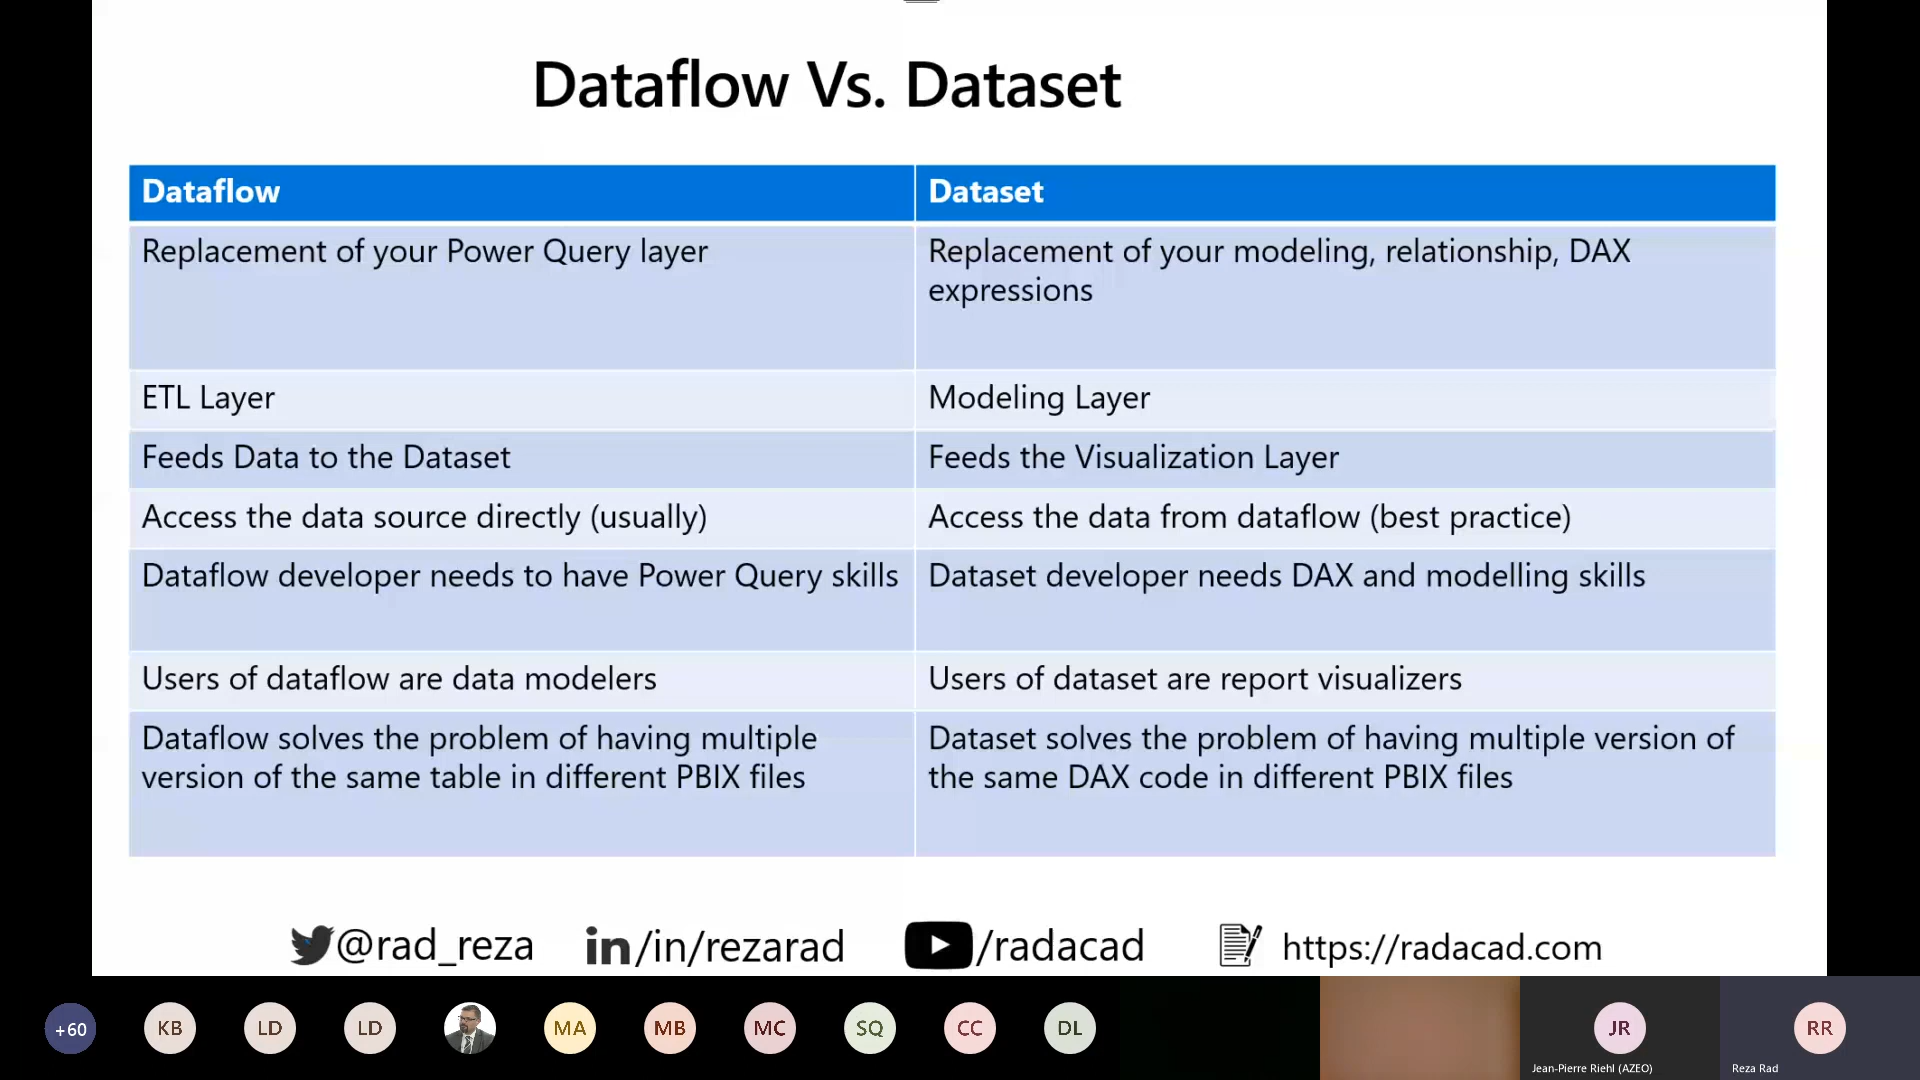 Dataflow Vs. Dataset
Dataflow
Dataset
Replacement of your Power Query layer
Replacement of your modeling, relationship, DAX
expressions
ETL Layer
Modeling Layer
Feeds Data to the Dataset
Feeds the Visualization Layer
Access the data source directly (usually)
Access the data from dataflow (best practice)
Dataflow developer needs to have Power Query skills
Dataset developer needs DAX and modelling skills
Users of dataflow are data modelers
Users of dataset are report visualizers
Dataflow solves the problem of having multiple
version of the same table in different PBIX files
Dataset solves the problem of having multiple version of
the same DAX code in different PBIX files
@rad_reza
in/in/rezarad
/radacad
https://radacad.com
+60
KB
LD
LD
MA
MB
MC
SQ
CC
DL
JR
Jean-Pierre Riehl (AZEO)
RR
Reza Rad